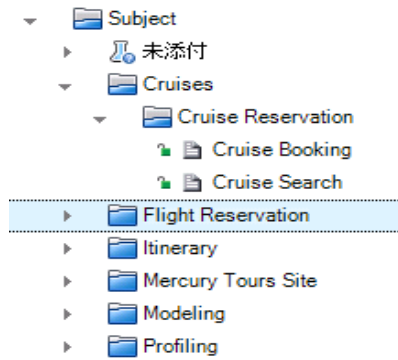 Subject
未添付
Cruises
Cruise Reservation
Cruise Booking
Cruise Search
Flight Reservation
Itinerary
Mercury Tours Site
Modeling
Profiling